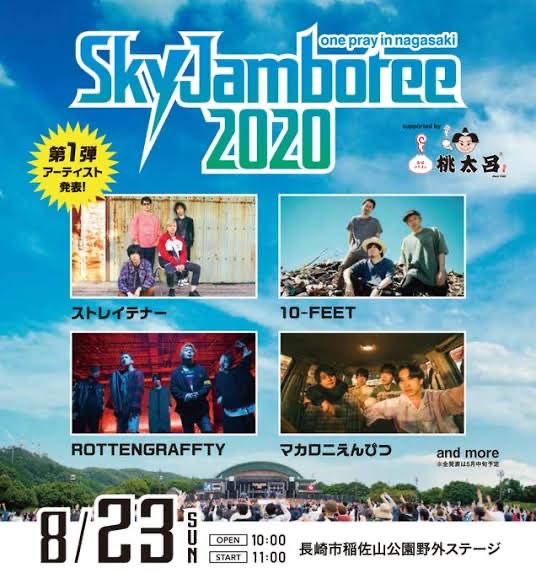 one pray in nagasaki
SkyJamboree
2020
supported by
桃太呂
第1弾
アーティスト
発表!
ストレイテナー
10-FEET
ROTTENGRAFFTY
マカロニえんぴつ
and more
※全発表は5月中旬予定
8/23 SUN
OPEN 10:00
START 11:00
長崎市稲佐山公園野外ステージ